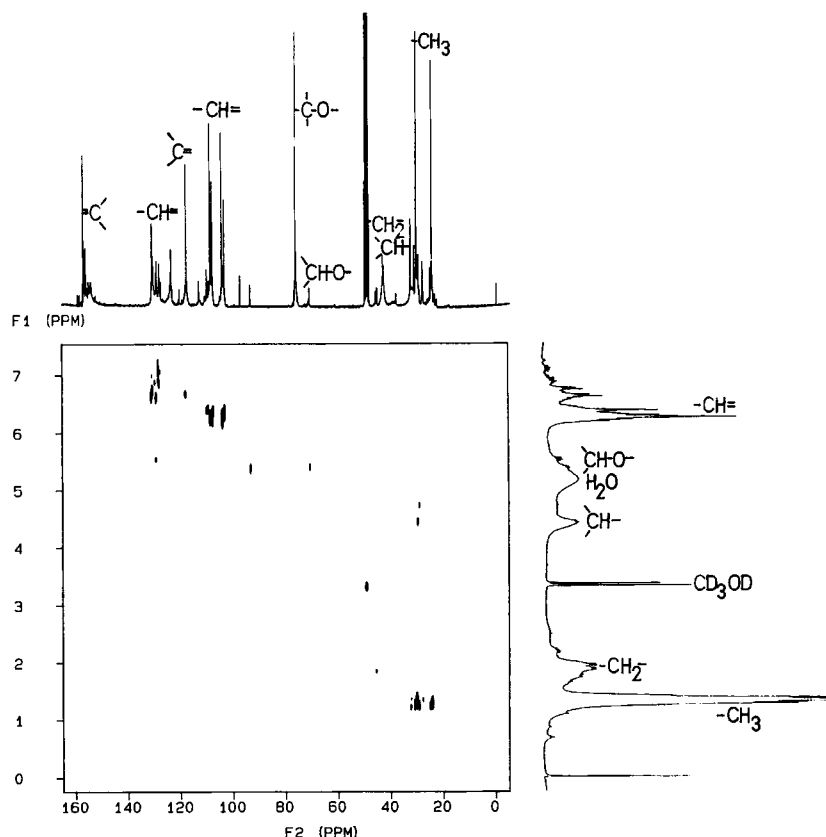 -CH3
-CH=
-C-O-
C=
=C
-CH=
-CH2-
CH
CH-O-
F1 (PPM)
7
6
5
4
3
2
1
0
160 140 120 100 80 60 40 20 0
F2 (PPM)
-CH=
CH-O-
H2O
CH-
CD3OD
-CH2-
-CH3